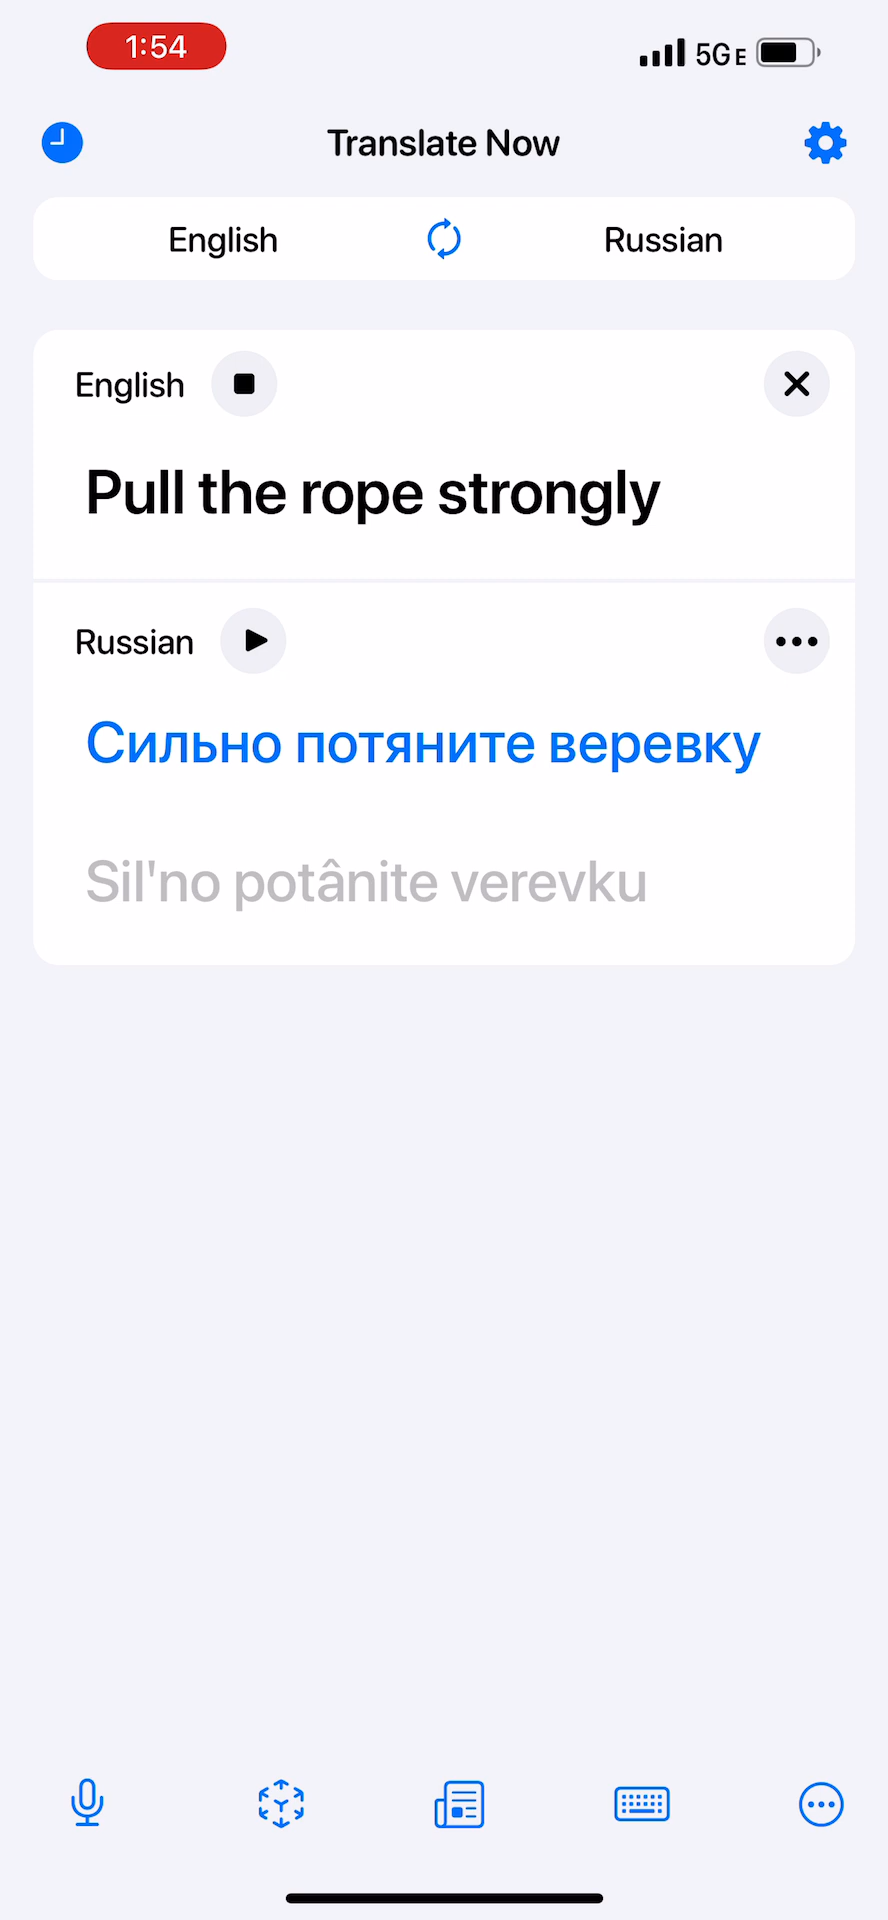 1:54
5GE
Translate Now
English
Russian
English
Pull the rope strongly
Russian
Сильно потяните веревку
Sil'no potânite verevku